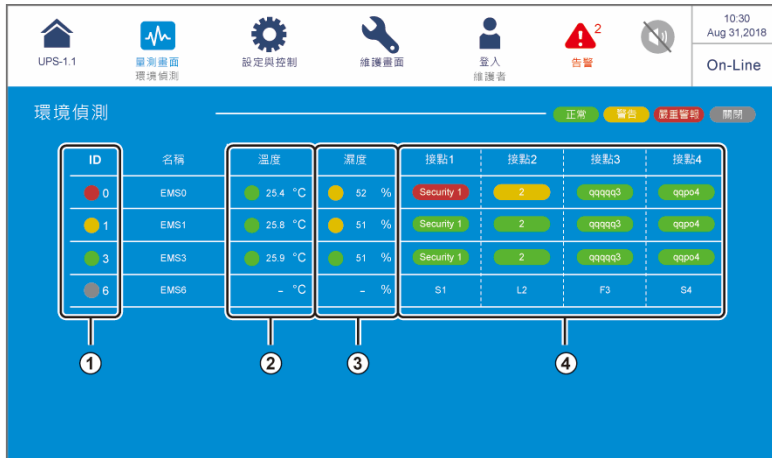 2
10:30
Aug 31,2018
UPS-1.1
量測畫面
環境偵測
設定與控制
維護畫面
登入
維護者
告警
On-Line
環境偵測
正常 警告 嚴重警報 關閉
ID 名稱 溫度 濕度 接點1 接點2 接點3 接點4
0 EMS0 25.4 °C 52 % Security 1 2 qqqqq3 qqpo4
1 EMS1 25.8 °C 51 % Security 1 2 qqqqq3 qqpo4
3 EMS3 25.9 °C 51 % Security 1 2 qqqqq3 qqpo4
6 EMS6 – °C – % S1 L2 F3 S4
1 2 3 4